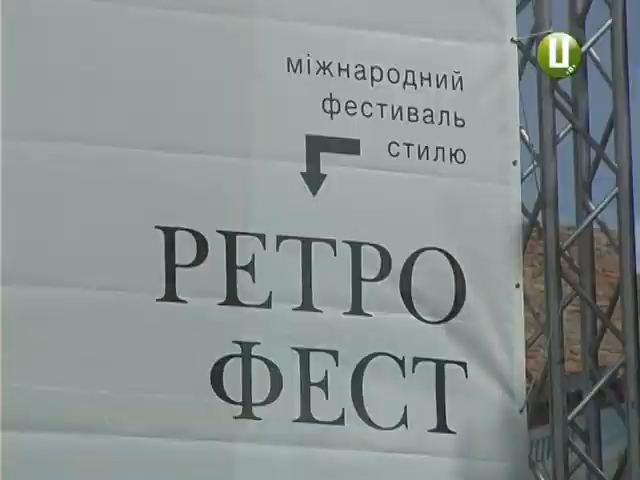 Ц
міжнародний
фестиваль
стилю
РЕТРО
ФЕСТ